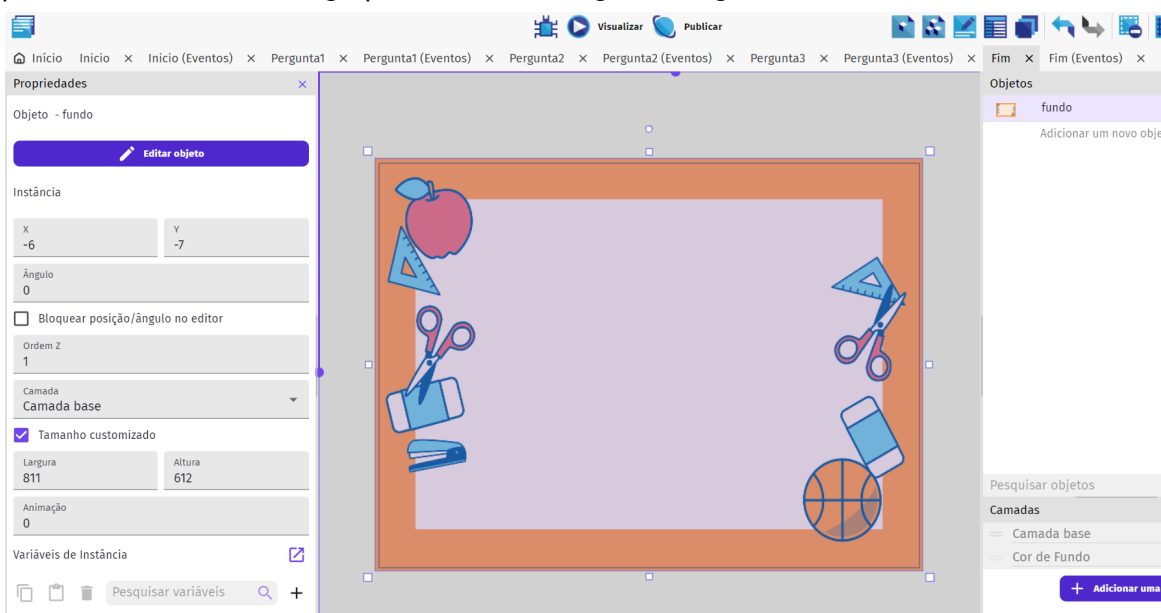 Visualizar
Publicar
Início Inicio × Inicio (Eventos) × Pergunta1 × Pergunta1 (Eventos) × Pergunta2 × Pergunta2 (Eventos) × Pergunta3 × Pergunta3 (Eventos) × Fim × Fim (Eventos) ×
Propriedades ×
Objeto - fundo
Editar objeto
Instância
X
-6
Y
-7
Ângulo
0
Bloquear posição/ângulo no editor
Ordem Z
1
Camada
Camada base
Tamanho customizado
Largura
811
Altura
612
Animação
0
Variáveis de Instância
Pesquisar variáveis
Objetos
fundo
Adicionar um novo obje
Pesquisar objetos
Camadas
Camada base
Cor de Fundo
+ Adicionar uma